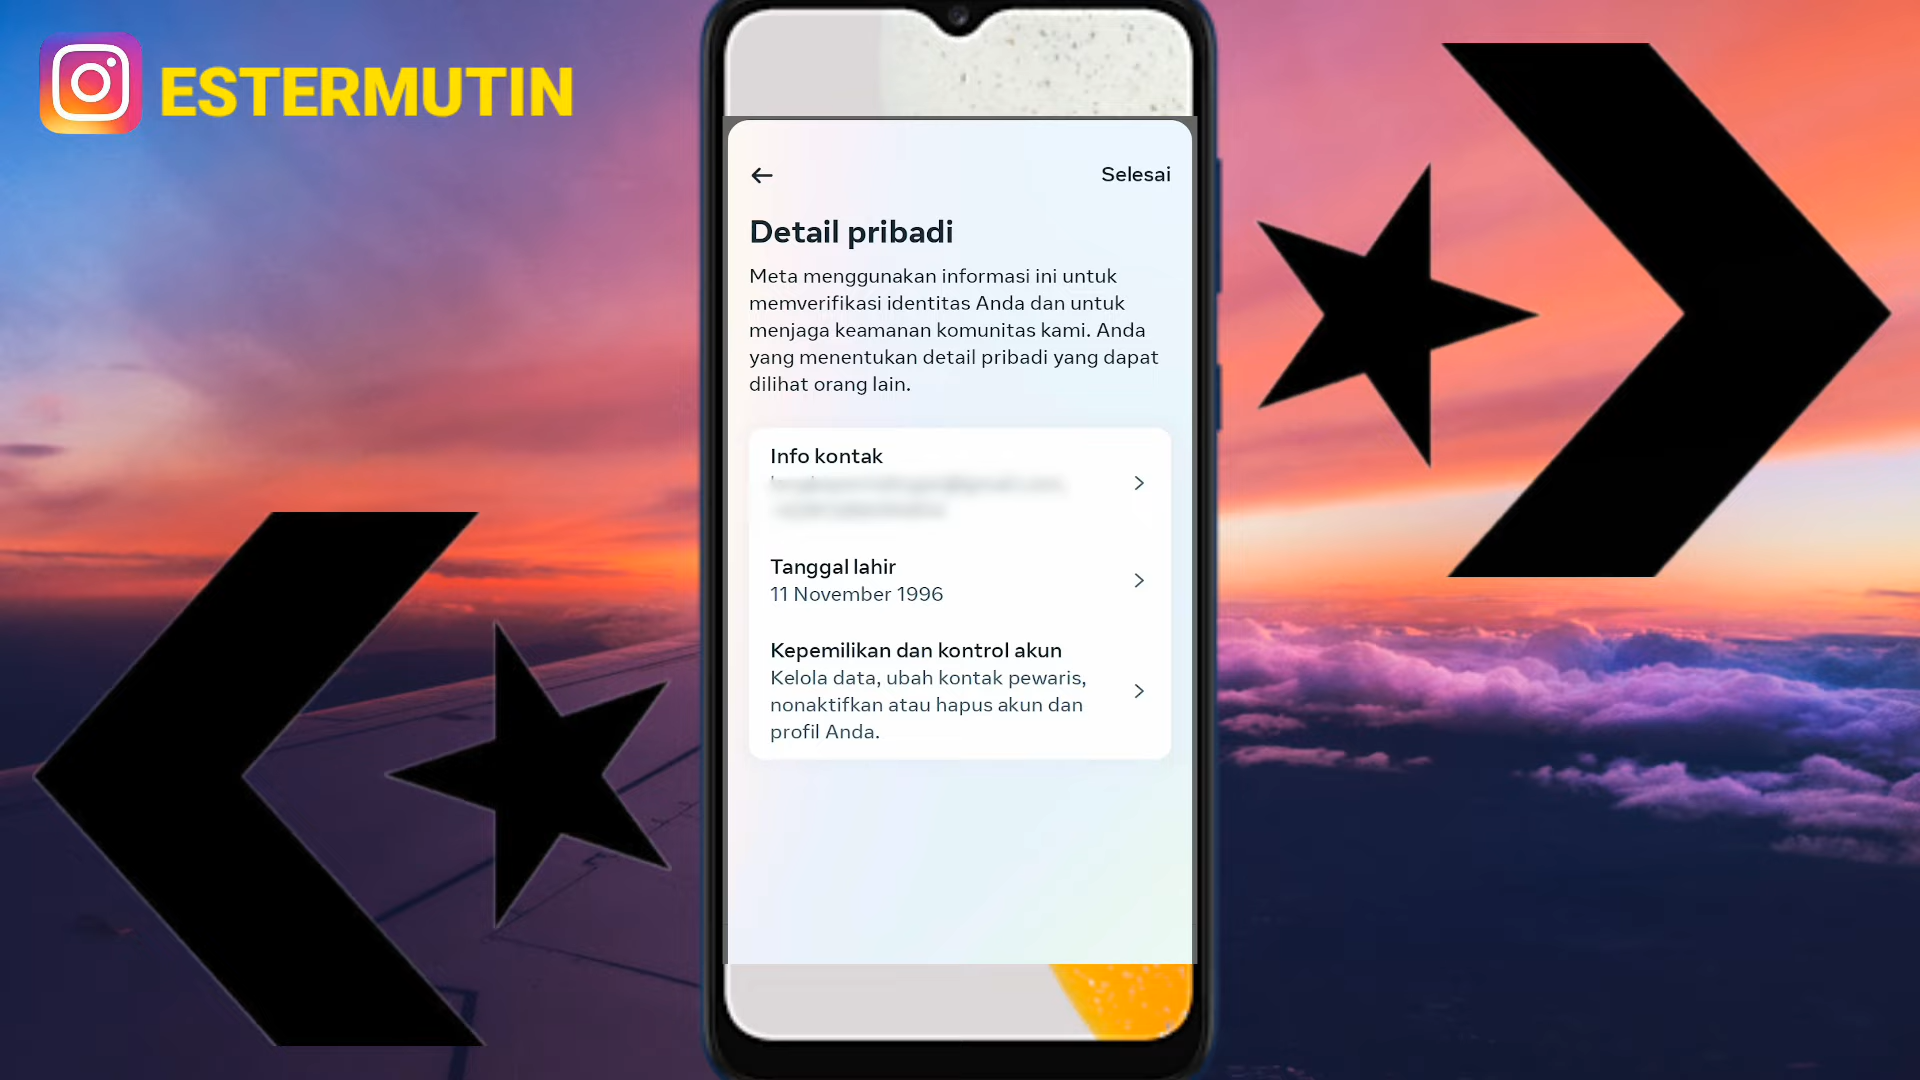 ESTERMUTIN
Selesai
Detail pribadi
Meta menggunakan informasi ini untuk
memverifikasi identitas Anda dan untuk
menjaga keamanan komunitas kami. Anda
yang menentukan detail pribadi yang dapat
dilihat orang lain.
Info kontak
Tanggal lahir
11 November 1996
Kepemilikan dan kontrol akun
Kelola data, ubah kontak pewaris,
nonaktifkan atau hapus akun dan
profil Anda.